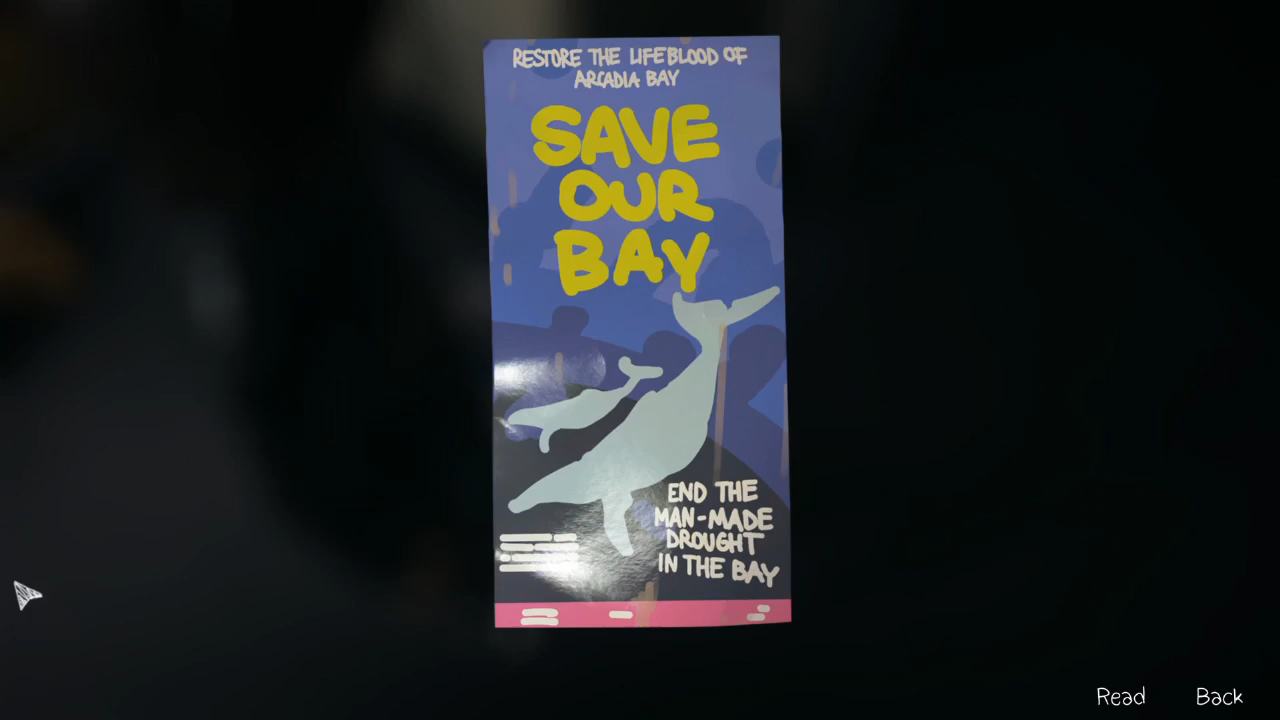 RESTORE THE LIFEBLOOD OF
ARCADIA BAY
SAVE
OUR
BAY
END THE
MAN-MADE
DROUGHT
IN THE BAY
Read Back